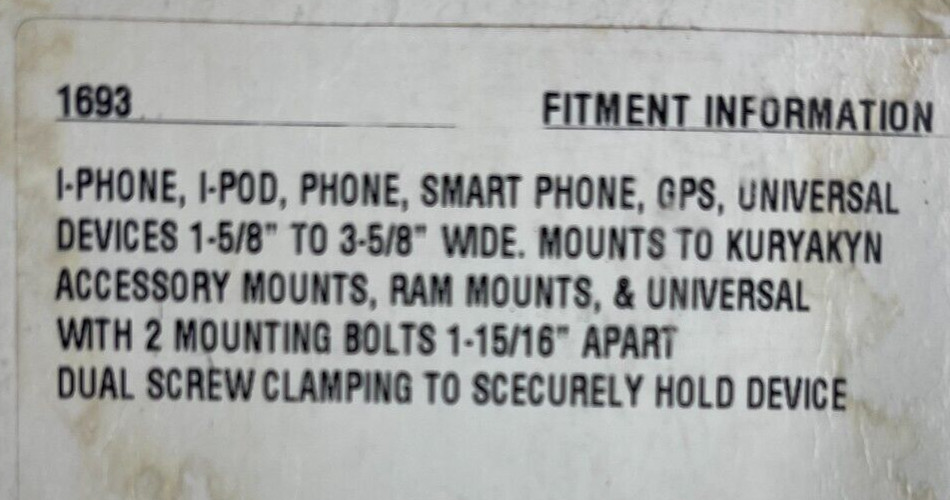 1693 FITMENT INFORMATION
I-PHONE, I-POD, PHONE, SMART PHONE, GPS, UNIVERSAL
DEVICES 1-5/8" TO 3-5/8" WIDE. MOUNTS TO KURYAKYN
ACCESSORY MOUNTS, RAM MOUNTS, & UNIVERSAL
WITH 2 MOUNTING BOLTS 1-15/16" APART
DUAL SCREW CLAMPING TO SCECURELY HOLD DEVICE